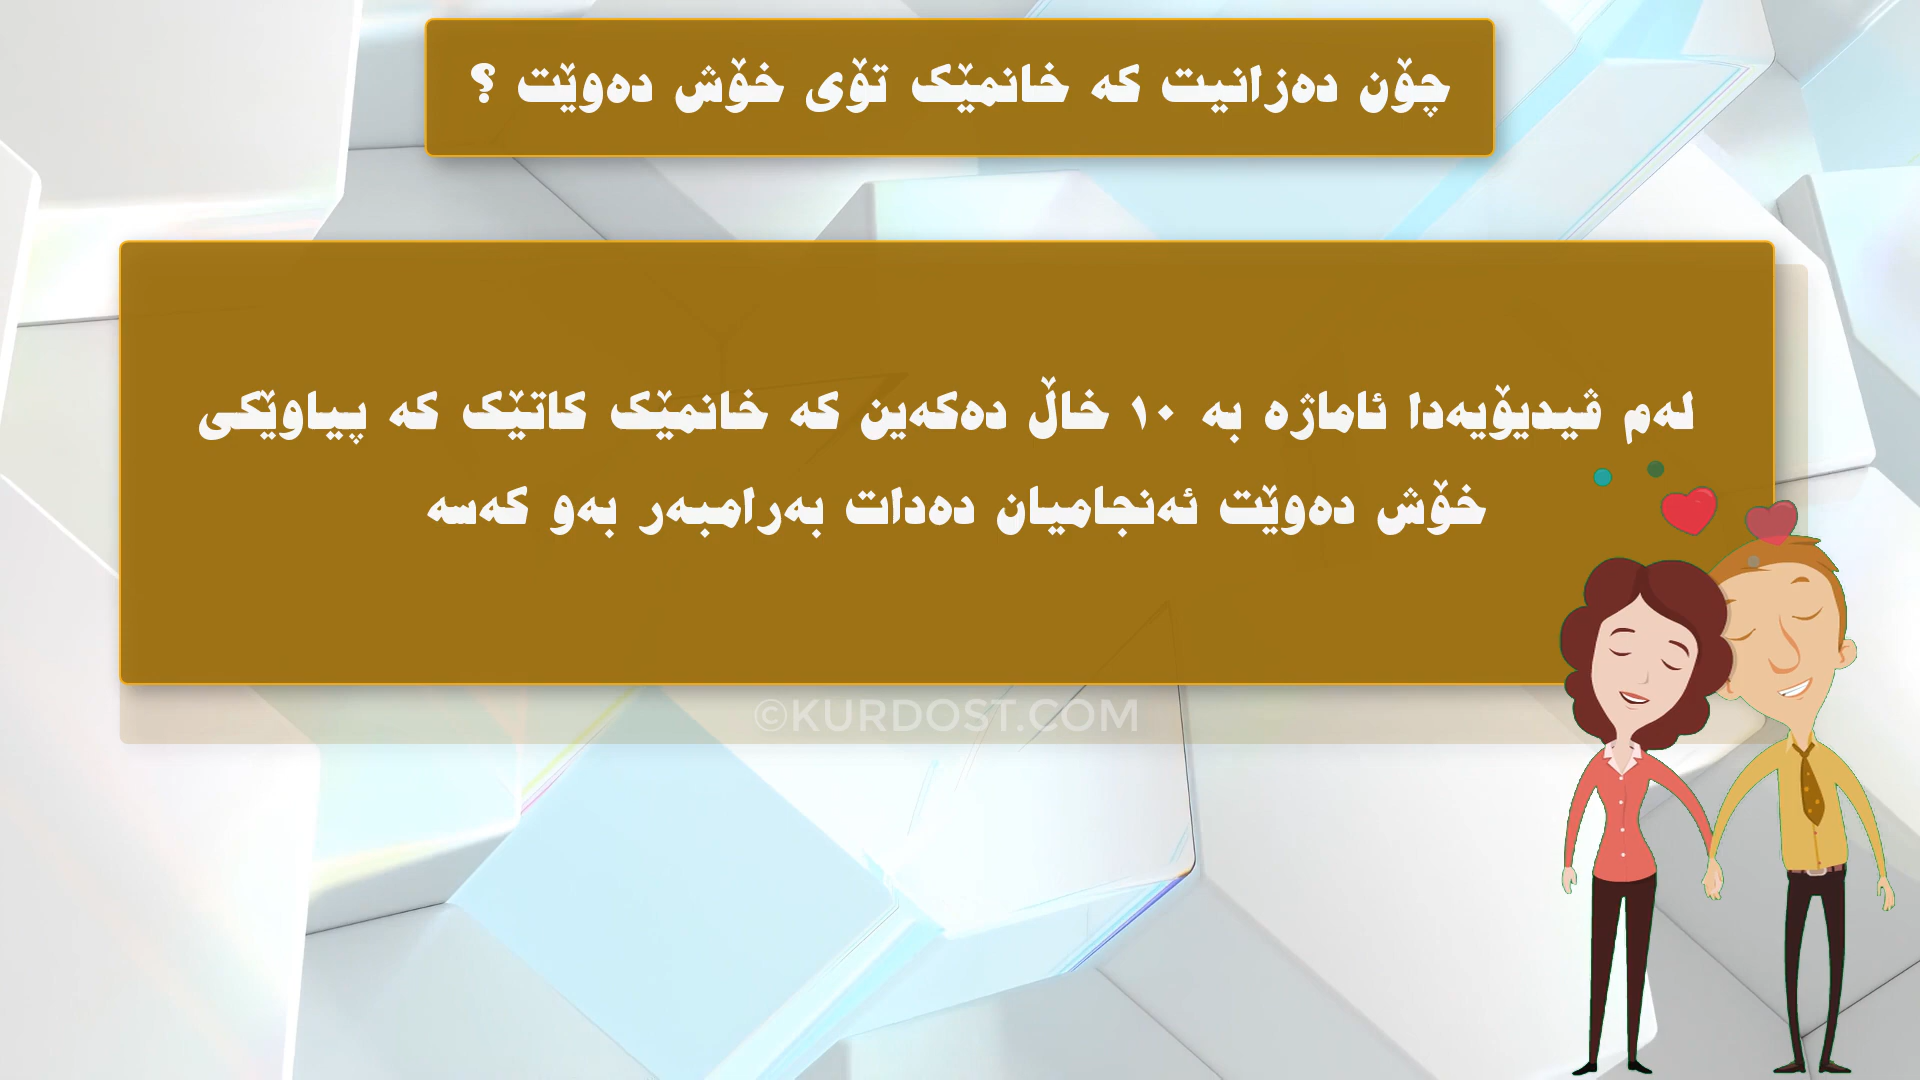 چۆن دەزانیت کە خانمێک تۆی خۆش دەوێت ؟
لەم ڤیدیۆیەدا ئاماژە بە ١٠ خاڵ دەکەین کە خانمێک کاتێک کە پیاوێکی
خۆش دەوێت ئەنجامیان دەدات بەرامبەر بەو کەسە
©KURDOST.COM